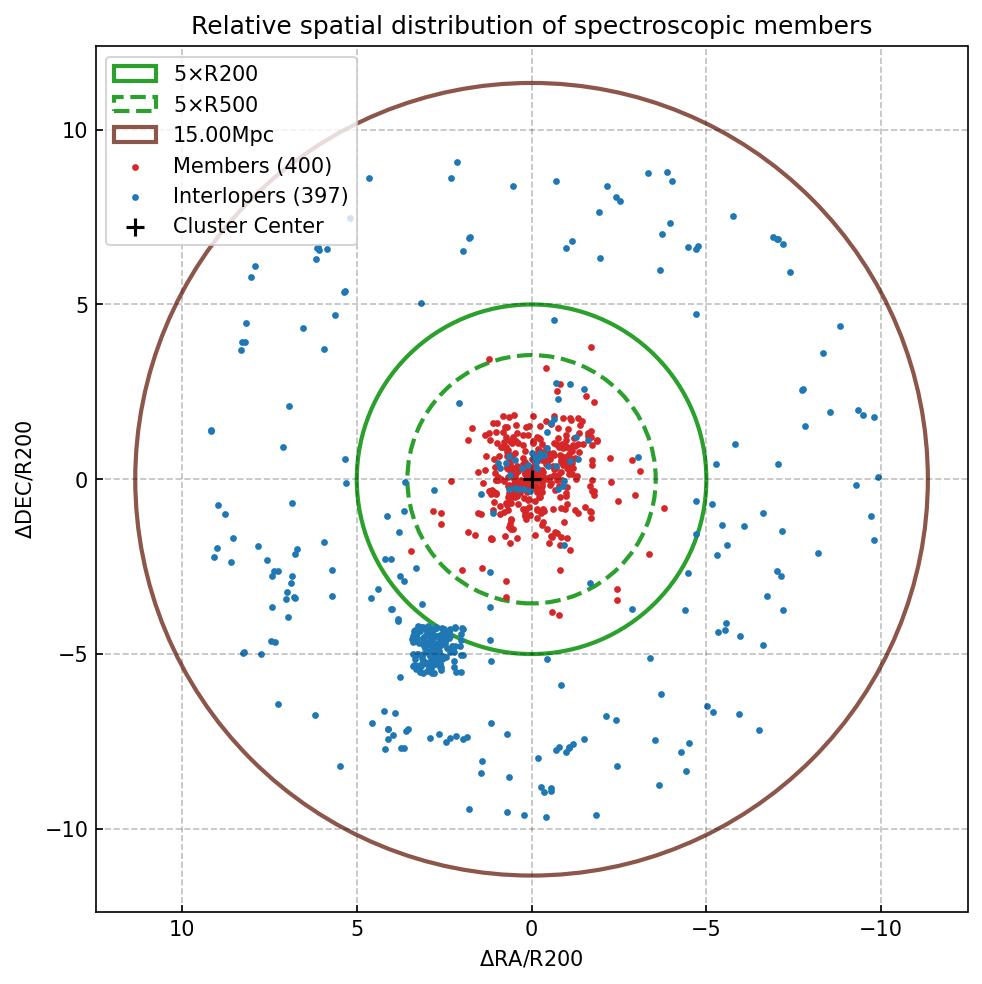 Relative spatial distribution of spectroscopic members
5×R200
5×R500
15.00Mpc
Members (400)
Interlopers (397)
Cluster Center
10
5
0
−5
−10
ΔDEC/R200
10
5
0
−5
−10
ΔRA/R200